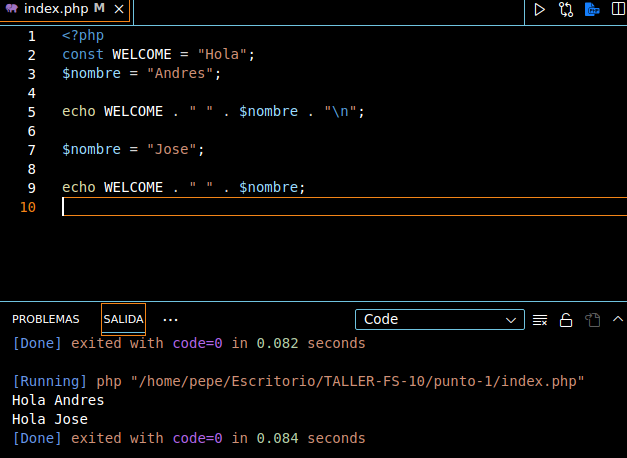 index.php M
1 <?php
2 const WELCOME = "Hola";
3 $nombre = "Andres";
4
5 echo WELCOME . " " . $nombre . "\n";
6
7 $nombre = "Jose";
8
9 echo WELCOME . " " . $nombre;
10
PROBLEMAS SALIDA ... Code
[Done] exited with code=0 in 0.082 seconds
[Running] php "/home/pepe/Escritorio/TALLER-FS-10/punto-1/index.php"
Hola Andres
Hola Jose
[Done] exited with code=0 in 0.084 seconds